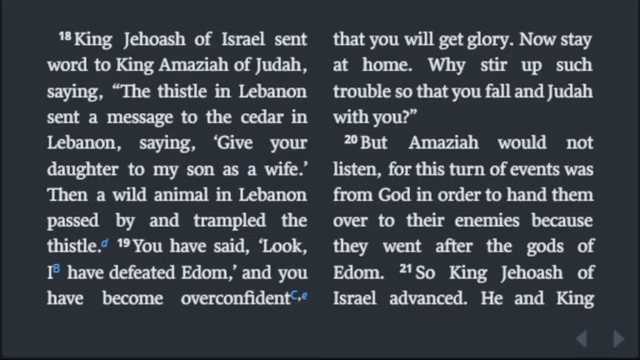 18 King Jehoash of Israel sent
word to King Amaziah of Judah,
saying, “The thistle in Lebanon
sent a message to the cedar in
Lebanon, saying, ‘Give your
daughter to my son as a wife.’
Then a wild animal in Lebanon
passed by and trampled the
thistle.d 19 You have said, ‘Look,
IB have defeated Edom,’ and you
have become overconfidentC,e
that you will get glory. Now stay
at home. Why stir up such
trouble so that you fall and Judah
with you?”
20 But Amaziah would not
listen, for this turn of events was
from God in order to hand them
over to their enemies because
they went after the gods of
Edom. 21 So King Jehoash of
Israel advanced. He and King